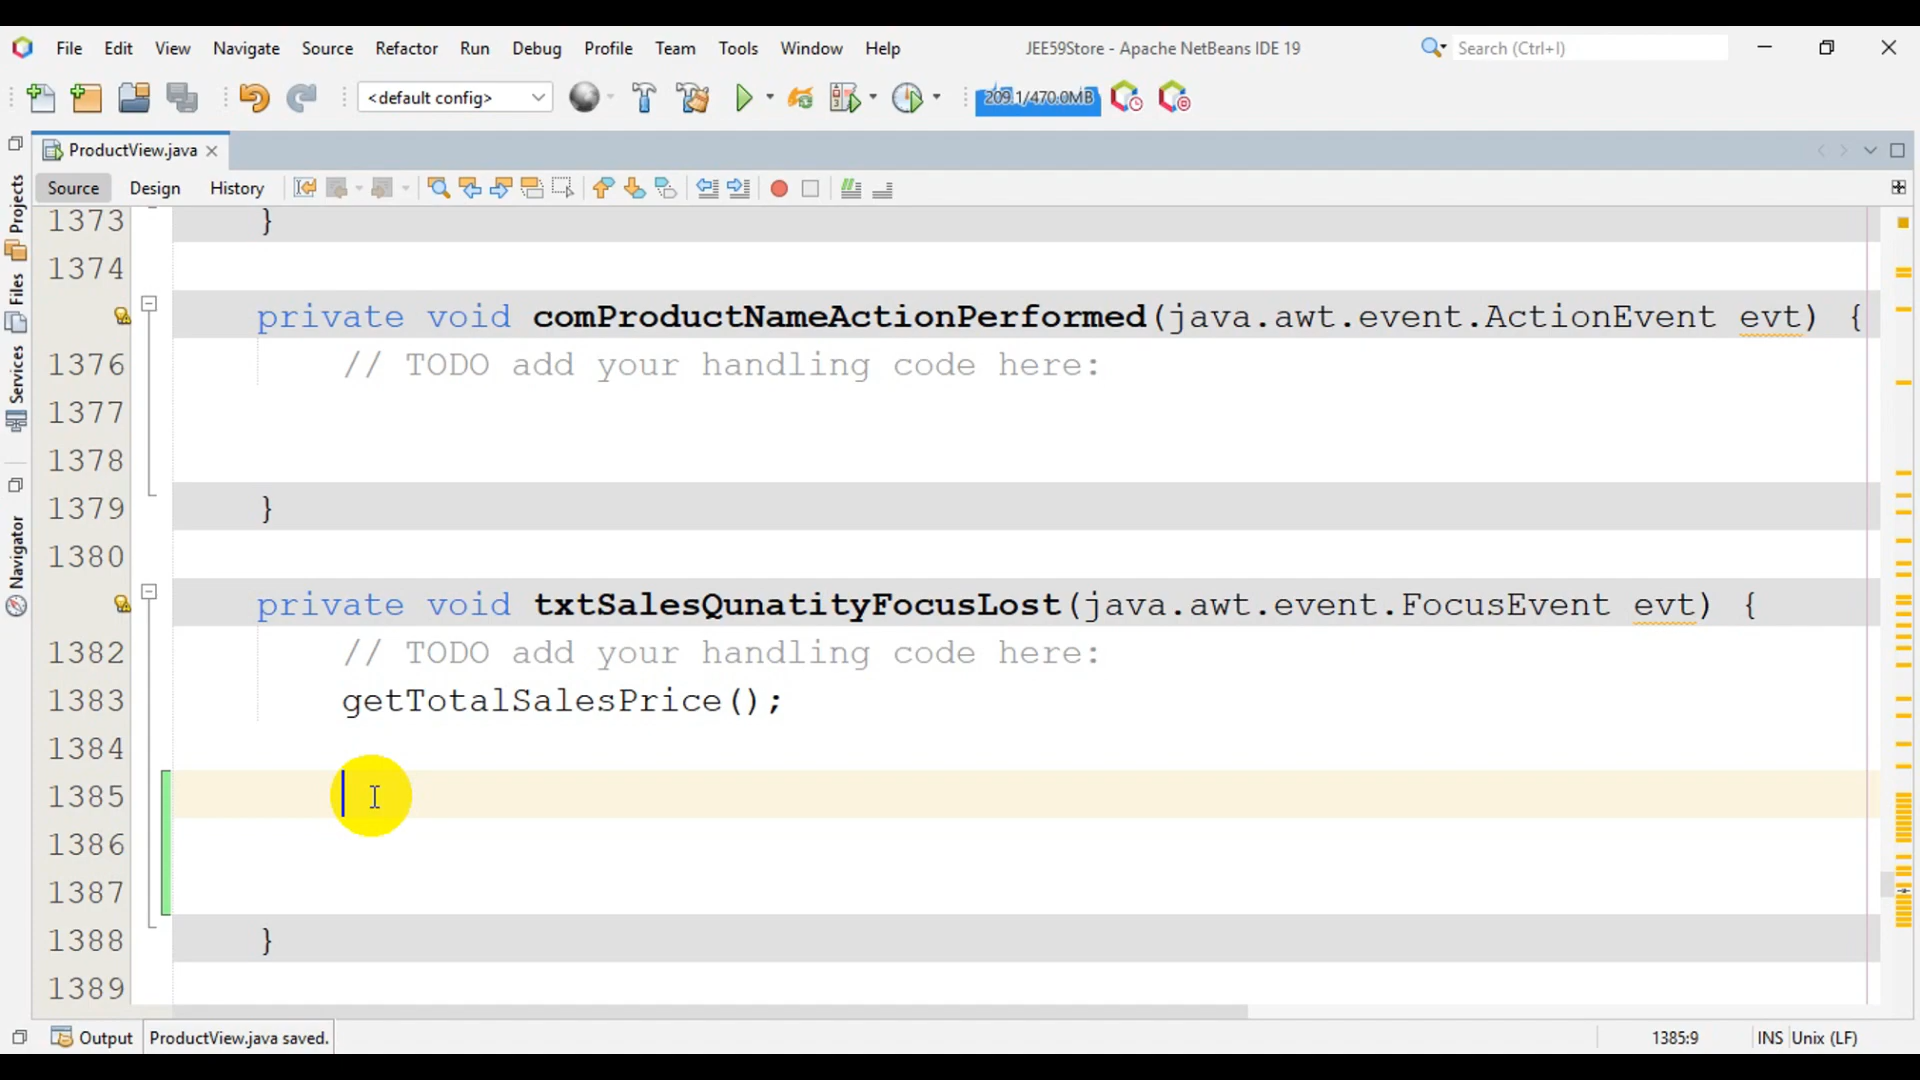 File Edit View Navigate Source Refactor Run Debug Profile Team Tools Window Help JEE59Store - Apache NetBeans IDE 19 Search (Ctrl+I)
<default config> 209.1/470.0MB
ProductView.java
Source Design History
Projects
Files
Services
Navigator
1373 }
1374
private void comProductNameActionPerformed(java.awt.event.ActionEvent evt) {
1376 // TODO add your handling code here:
1377
1378
1379 }
1380
private void txtSalesQunatityFocusLost(java.awt.event.FocusEvent evt) {
1382 // TODO add your handling code here:
1383 getTotalSalesPrice();
1384
1385
1386
1387
1388 }
1389
Output ProductView.java saved. 1385:9 INS Unix (LF)